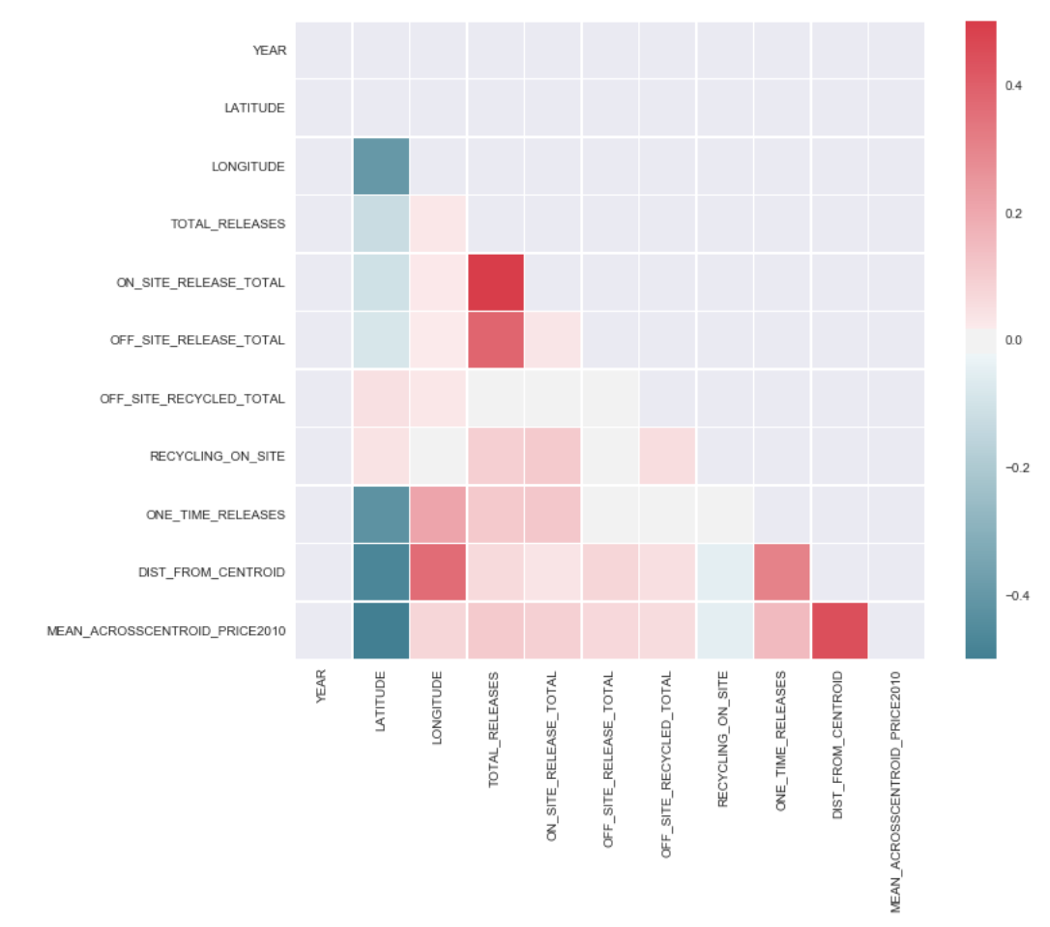 YEAR
LATITUDE
LONGITUDE
TOTAL_RELEASES
ON_SITE_RELEASE_TOTAL
OFF_SITE_RELEASE_TOTAL
OFF_SITE_RECYCLED_TOTAL
RECYCLING_ON_SITE
ONE_TIME_RELEASES
DIST_FROM_CENTROID
MEAN_ACROSSCENTROID_PRICE2010
YEAR
LATITUDE
LONGITUDE
TOTAL_RELEASES
ON_SITE_RELEASE_TOTAL
OFF_SITE_RELEASE_TOTAL
OFF_SITE_RECYCLED_TOTAL
RECYCLING_ON_SITE
ONE_TIME_RELEASES
DIST_FROM_CENTROID
MEAN_ACROSSCENTROID_PRICE2010
0.4
0.2
0.0
−0.2
−0.4